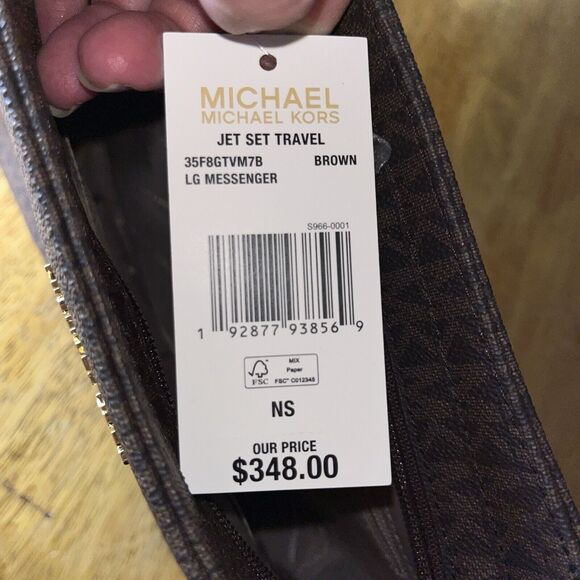 MICHAEL
MICHAEL KORS
JET SET TRAVEL
35F8GTVM7B BROWN
LG MESSENGER
S966-0001
1 92877 93856 9
FSC
MIX
Paper
FSC® C012345
NS
OUR PRICE
$348.00